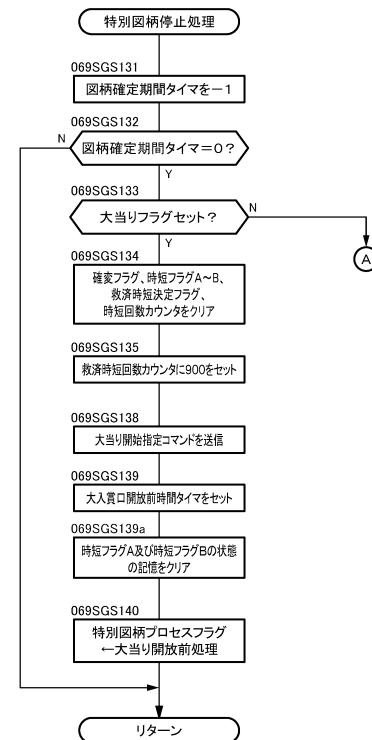 特別図柄停止処理
069SGS131
図柄確定期間タイマを－1
069SGS132
N
図柄確定期間タイマ＝0？
Y
069SGS133
大当りフラグセット？
N
Y
A
069SGS134
確変フラグ、時短フラグA～B、
救済時短決定フラグ、
時短回数カウンタをクリア
069SGS135
救済時短回数カウンタに900をセット
069SGS138
大当り開始指定コマンドを送信
069SGS139
大入賞口開放前時間タイマをセット
069SGS139a
時短フラグA及び時短フラグBの状態
の記憶をクリア
069SGS140
特別図柄プロセスフラグ
←大当り開放前処理
リターン